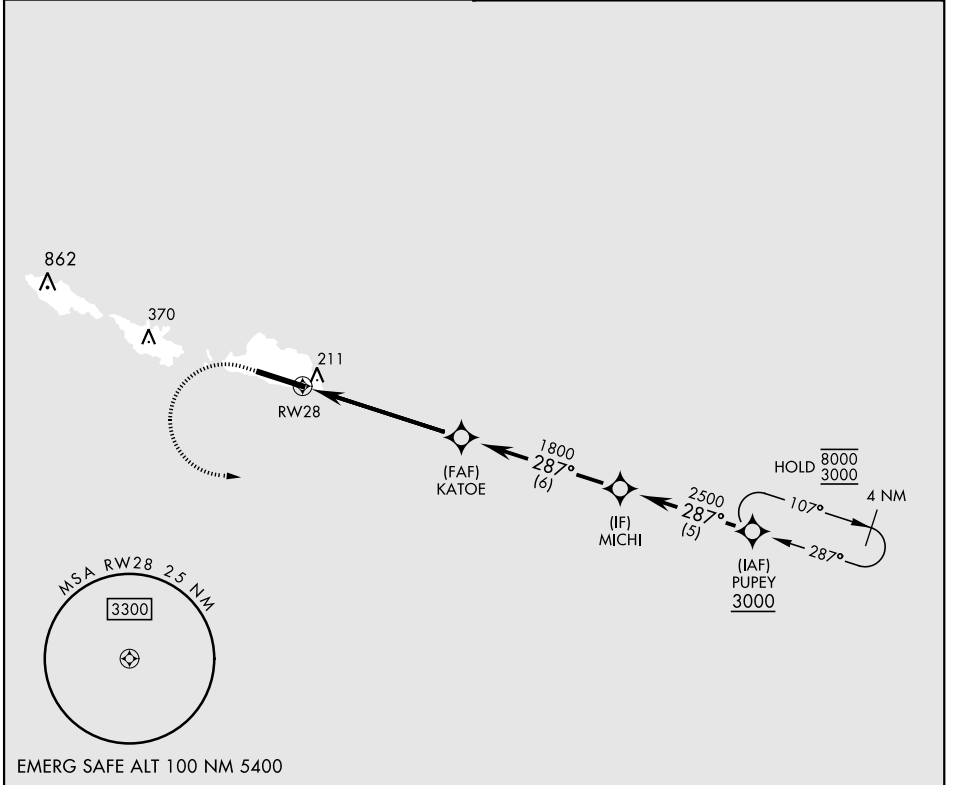 862
370
211
RW28
(FAF)
KATOE
1800
287°
(6)
(IF)
MICHI
2500
287°
(5)
HOLD 8000
3000
4 NM
107°
287°
(IAF)
PUPEY
3000
MSA RW28 25 NM
3300
EMERG SAFE ALT 100 NM 5400